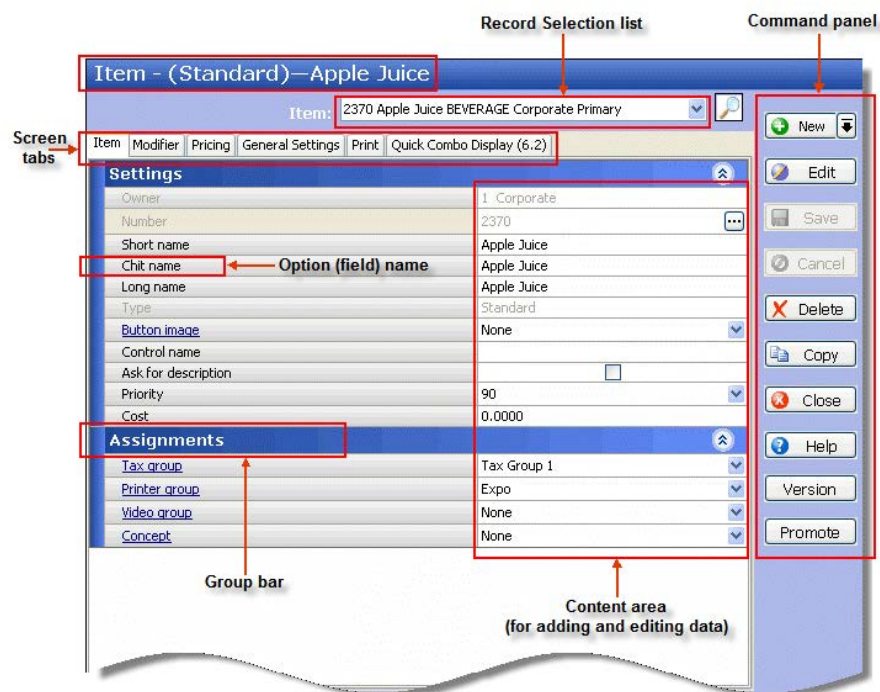 Record Selection list
Command panel
Item - (Standard)—Apple Juice
Item: 2370 Apple Juice BEVERAGE Corporate Primary
Screen
tabs
Item Modifier Pricing General Settings Print Quick Combo Display (6.2)
Settings
Owner 1 Corporate
Number 2370 ...
Short name Apple Juice
Chit name Apple Juice
Option (field) name
Long name Apple Juice
Type Standard
Button image None
Control name
Ask for description
Priority 90
Cost 0.0000
Assignments
Tax group Tax Group 1
Printer group Expo
Video group None
Concept None
New
Edit
Save
Cancel
Delete
Copy
Close
Help
Version
Promote
Group bar
Content area
(for adding and editing data)